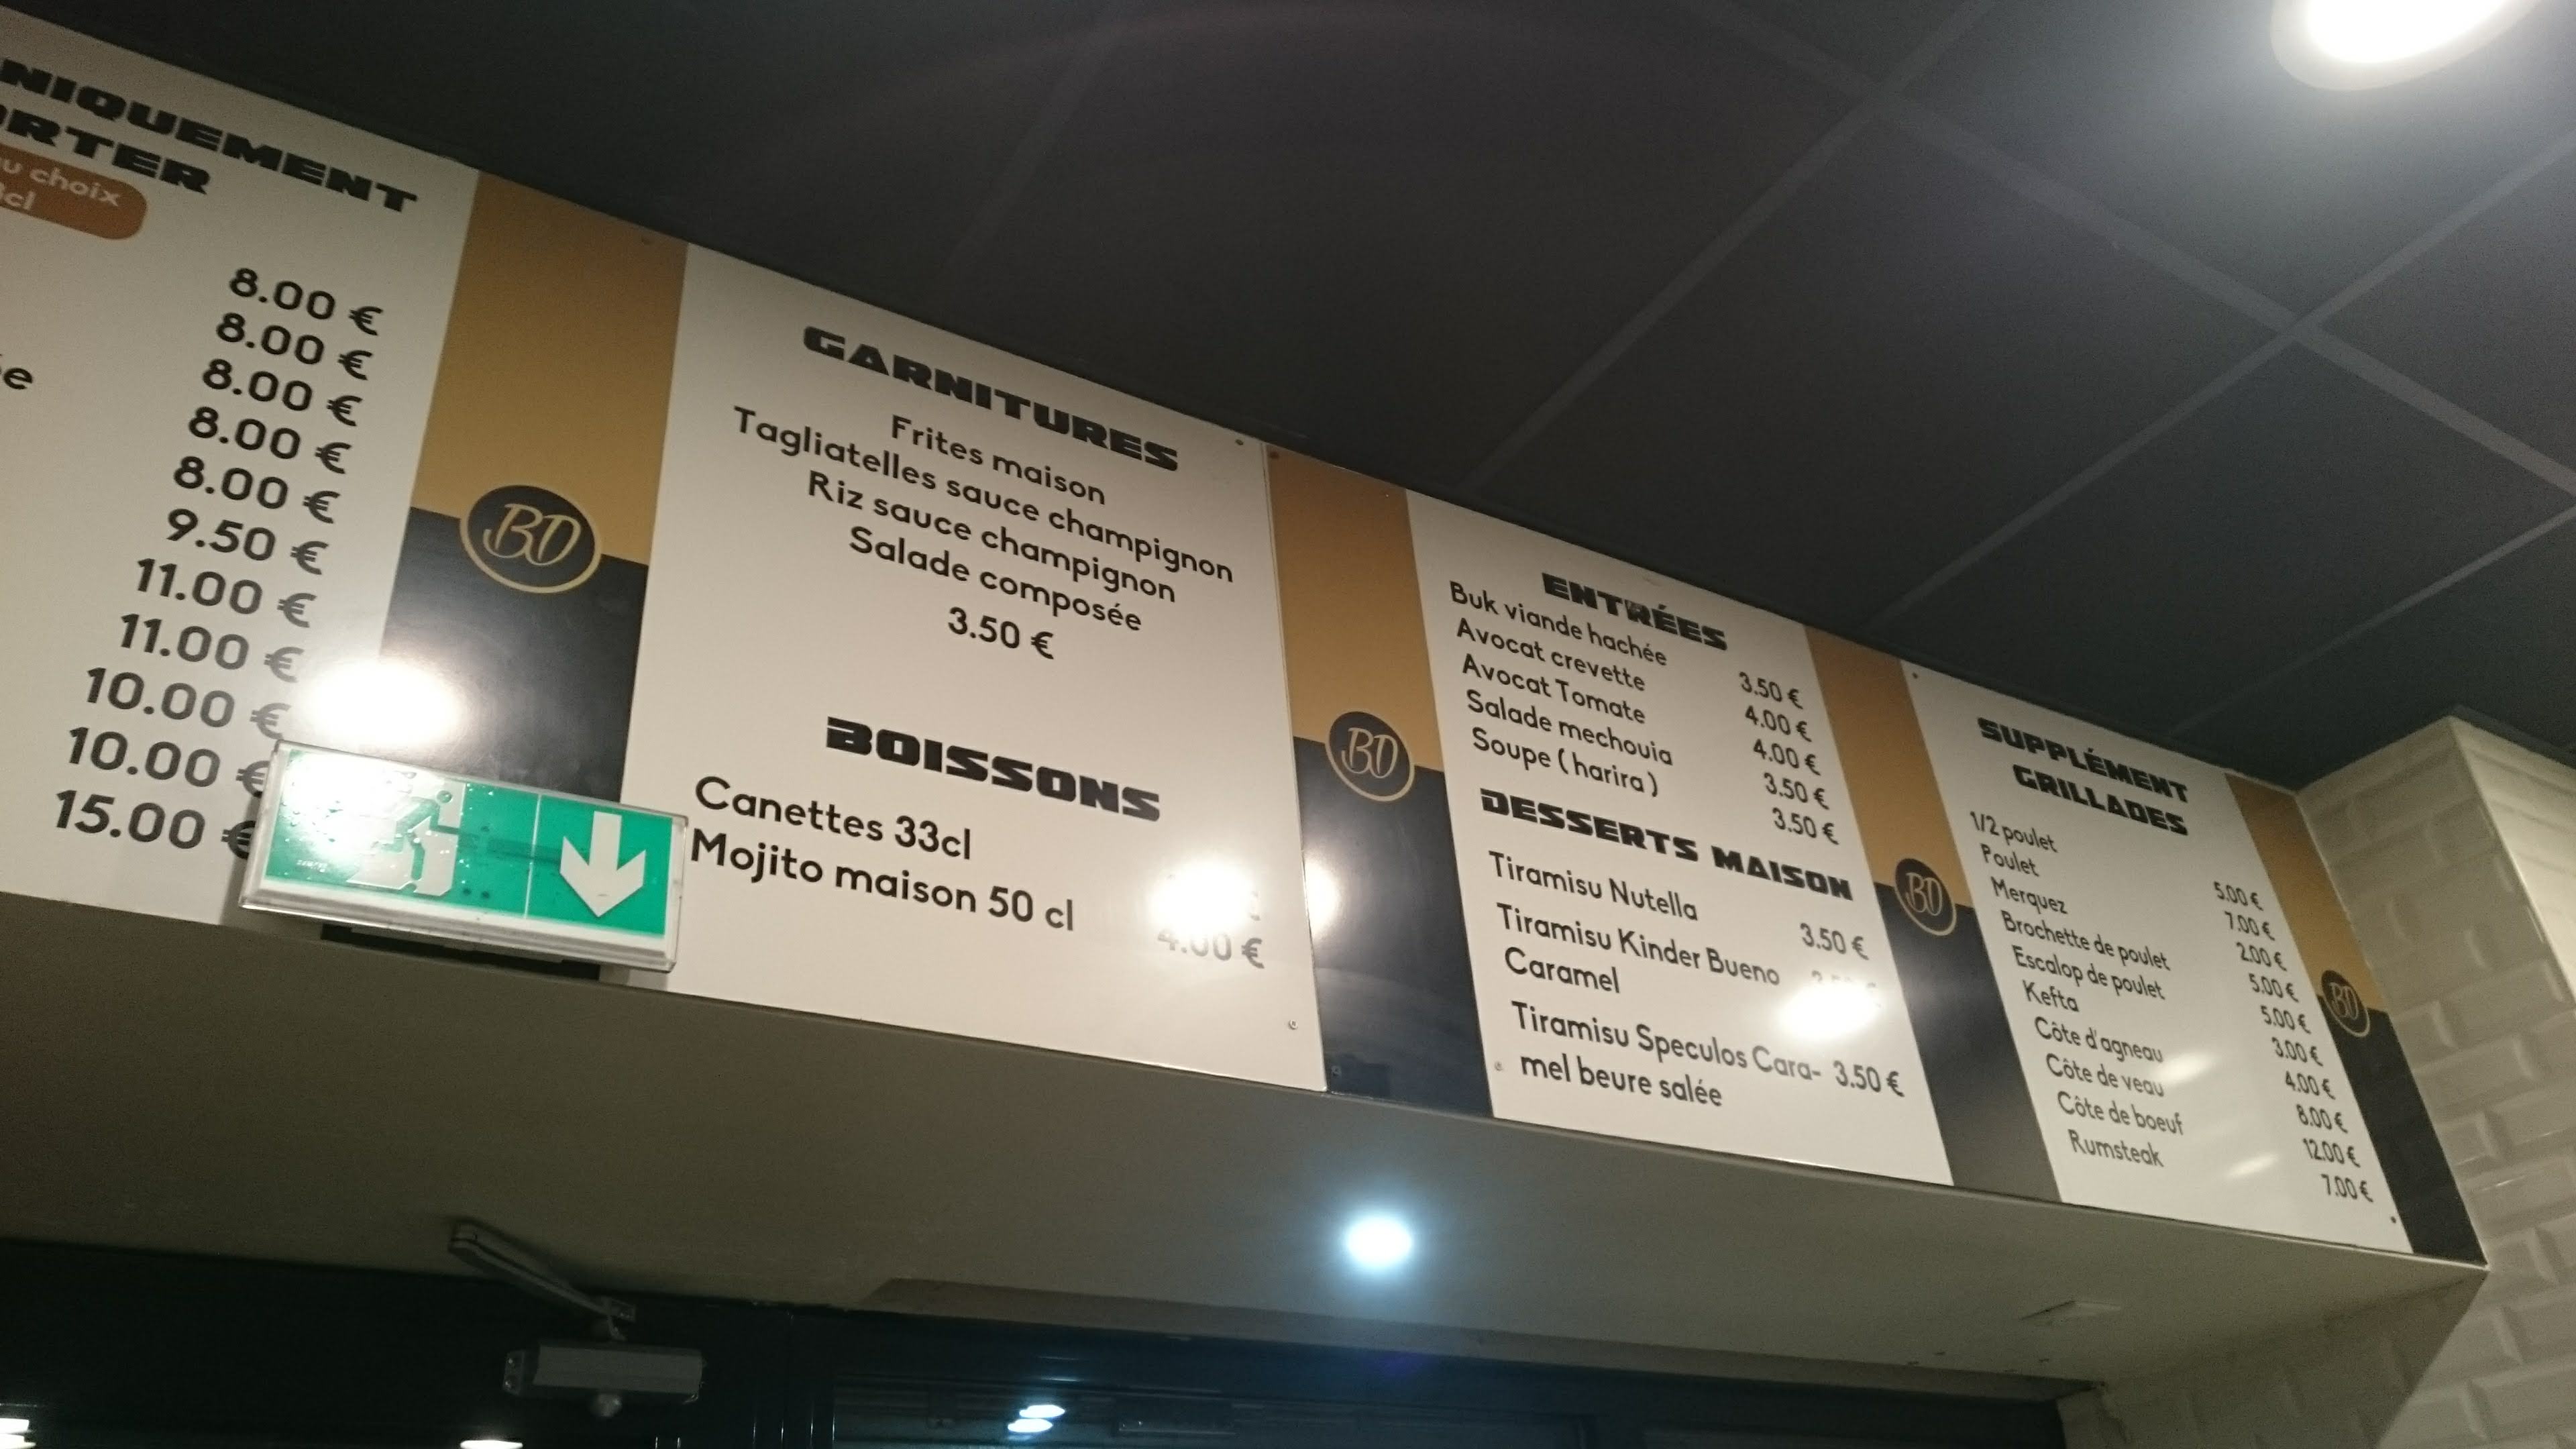 NIQUEMENT
RTER
u choix
cl
8.00 €
8.00 €
8.00 €
8.00 €
8.00 €
9.50 €
11.00 €
11.00 €
10.00 €
10.00 €
15.00 €
BD
GARNITURES
Frites maison
Tagliatelles sauce champignon
Riz sauce champignon
Salade composée
3.50 €
BOISSONS
Canettes 33cl
Mojito maison 50 cl 4.00 €
BD
ENTRÉES
Buk viande hachée 3.50 €
Avocat crevette 4.00 €
Avocat Tomate 4.00 €
Salade mechouia 3.50 €
Soupe ( harira ) 3.50 €
DESSERTS MAISON
Tiramisu Nutella 3.50 €
Tiramisu Kinder Bueno
Caramel
Tiramisu Speculos Cara- 3.50 €
mel beure salée
BD
SUPPLÉMENT
GRILLADES
1/2 poulet 5.00 €
Poulet 7.00 €
Merquez 2.00 €
Brochette de poulet 5.00 €
Escalop de poulet 5.00 €
Kefta 3.00 €
Côte d'agneau 4.00 €
Côte de veau 8.00 €
Côte de boeuf 12.00 €
Rumsteak 7.00 €
BD